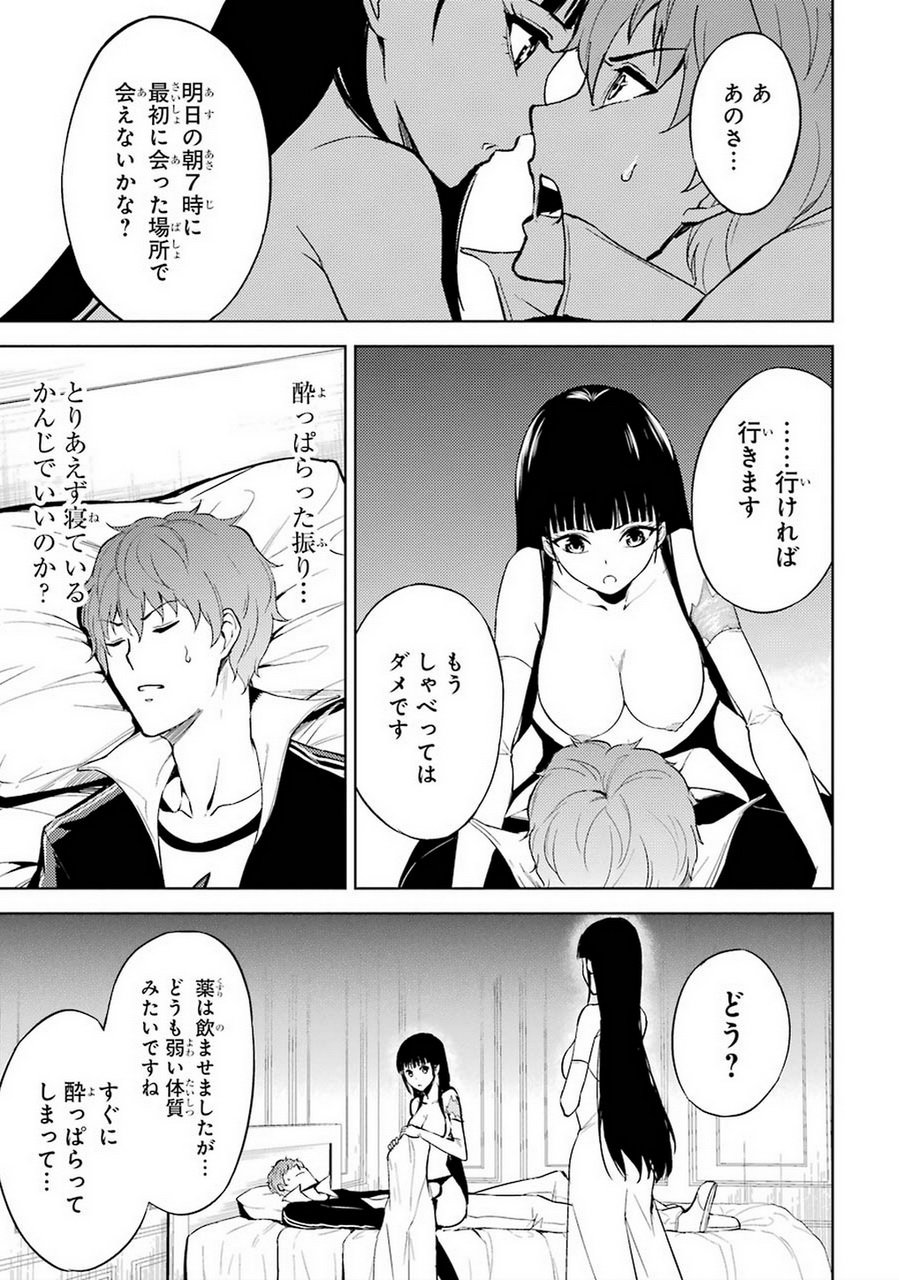 あ
あのさ…
明日の朝7時に
最初に会った場所で
会えないかな?
……行ければ
行きます
もう
しゃべっては
ダメです
酔っぱらった振り…
とりあえず寝ている
かんじでいいのか?
どう?
薬は飲ませましたが…
どうも弱い体質
みたいですね
すぐに
酔っぱらって
しまって…